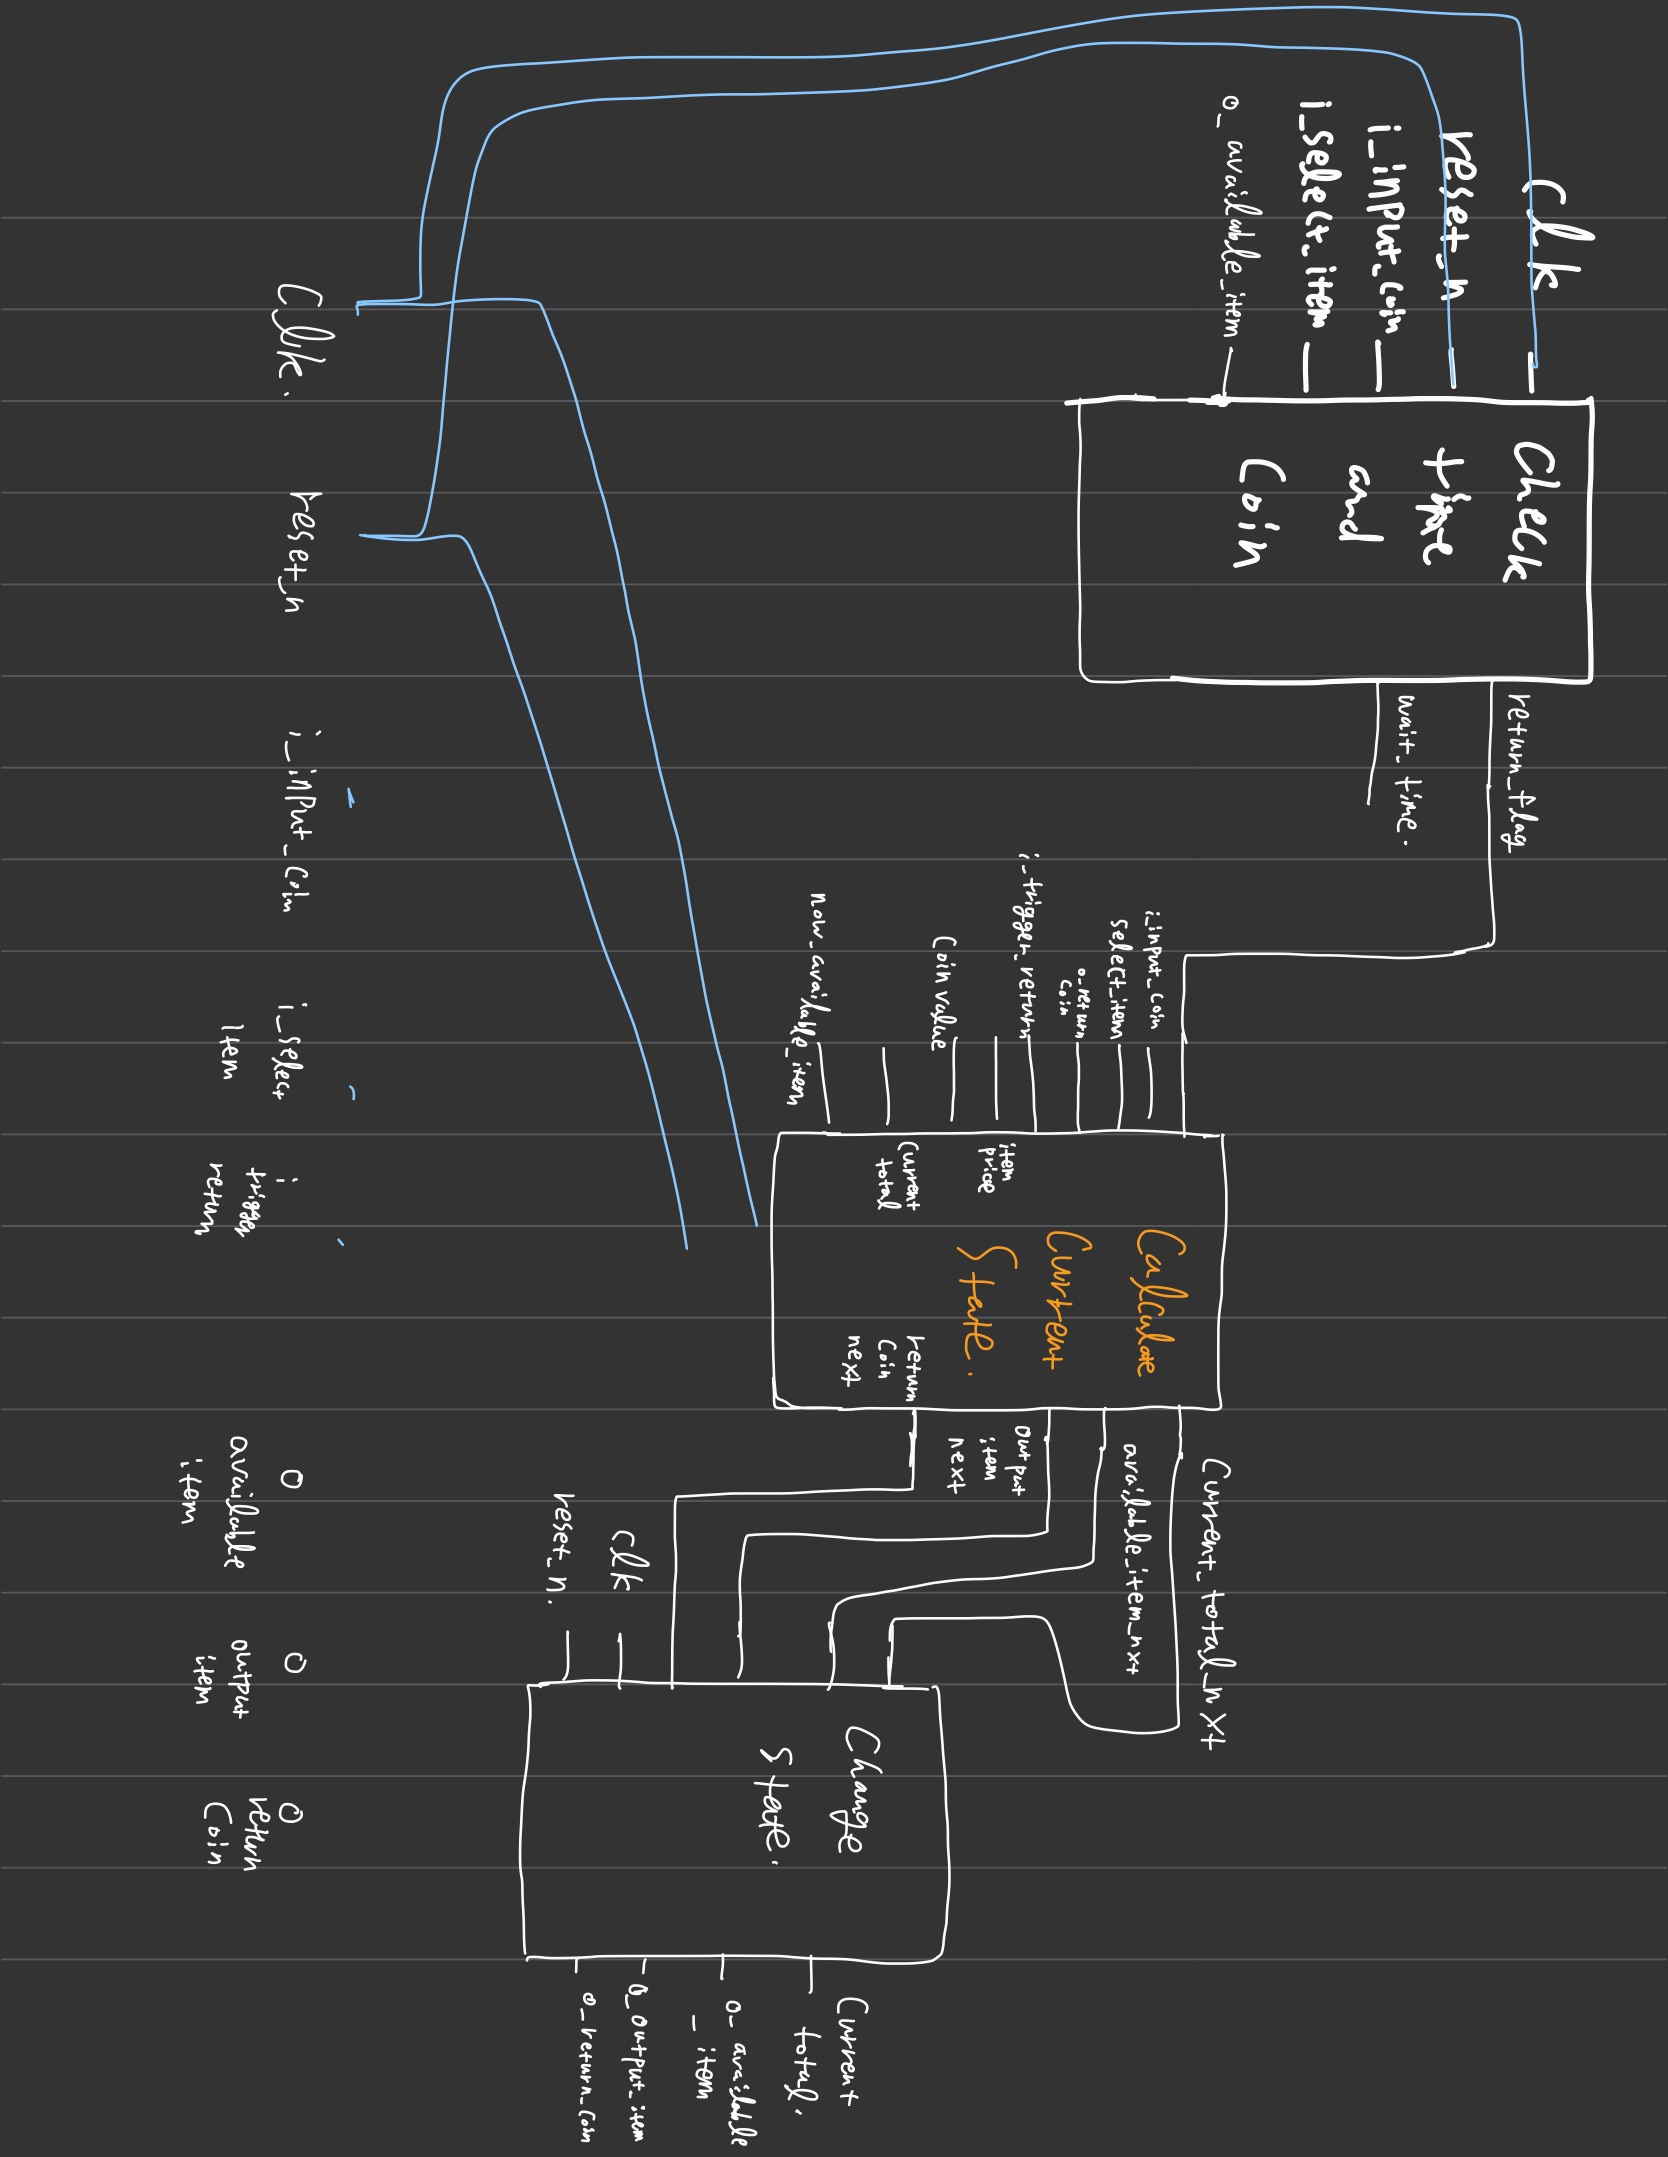 Clk
reset_n
i_input_coin
i_select_item
o_available_item
Check
time
and
Coin
return_flag
wait_time.
i_input_coin
select_item
o_return
coin
i_trigger_return
Coin value
now_available_item
item
price
Current
total
Calculate
Current
State.
return
Coin
next
Current_total_nxt
available_item_nxt
output
item
next
Clk
reset_n.
Change
State.
Current
total.
o_available
_item
o_output_item
o_return_coin
Clk.
reset_n
i_input_coin
i_select
item
i
trigger
return
o
available
item
o
output
item
o
return
Coin